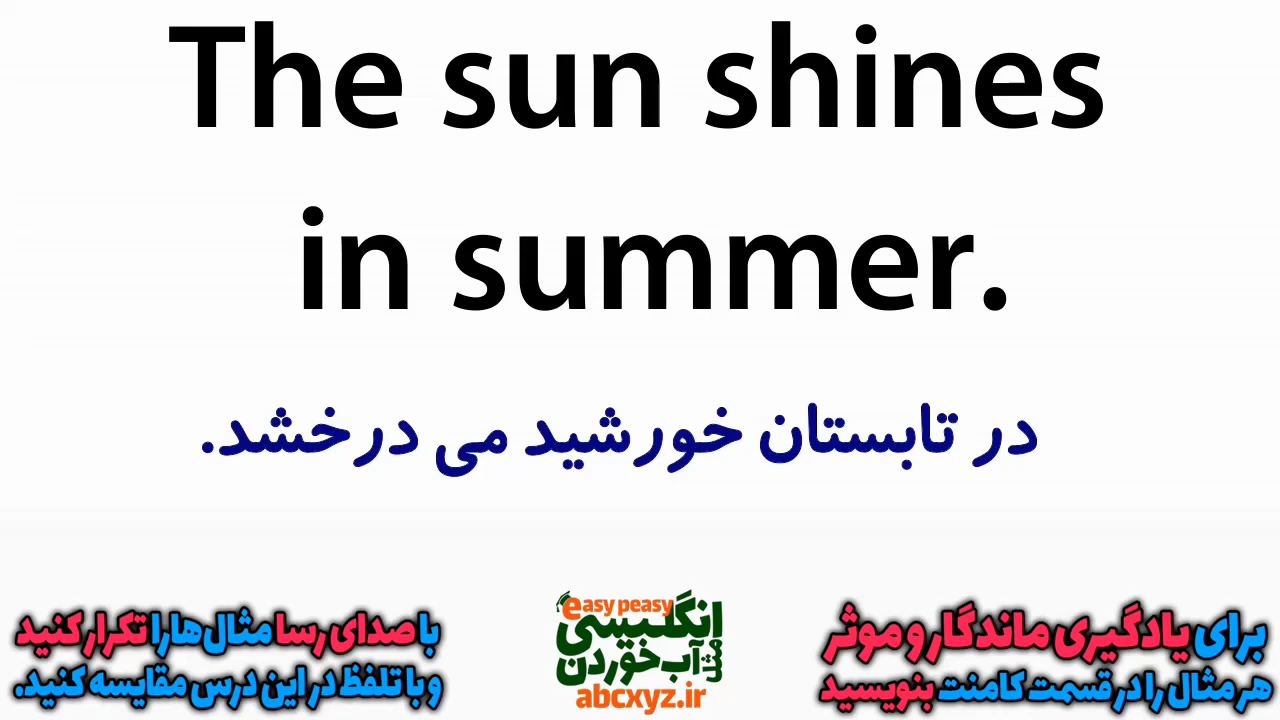 The sun shines
in summer.
در تابستان خورشید می درخشد.
برای یادگیری ماندگار و موثر
هر مثال را در قسمت کامنت بنویسید
easy peasy
انگلیسی
مثل آب خوردن
abcxyz.ir
با صدای رسا مثال‌ها را تکرار کنید
و با تلفظ در این درس مقایسه کنید.